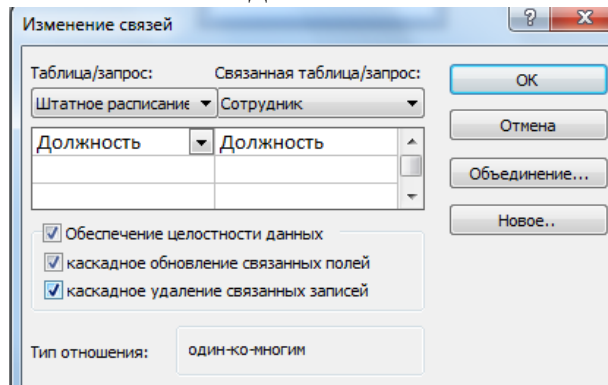 Изменение связей
Таблица/запрос: Связанная таблица/запрос:
Штатное расписание Сотрудник
Должность Должность
Обеспечение целостности данных
каскадное обновление связанных полей
каскадное удаление связанных записей
Тип отношения: один-ко-многим
ОК
Отмена
Объединение...
Новое..